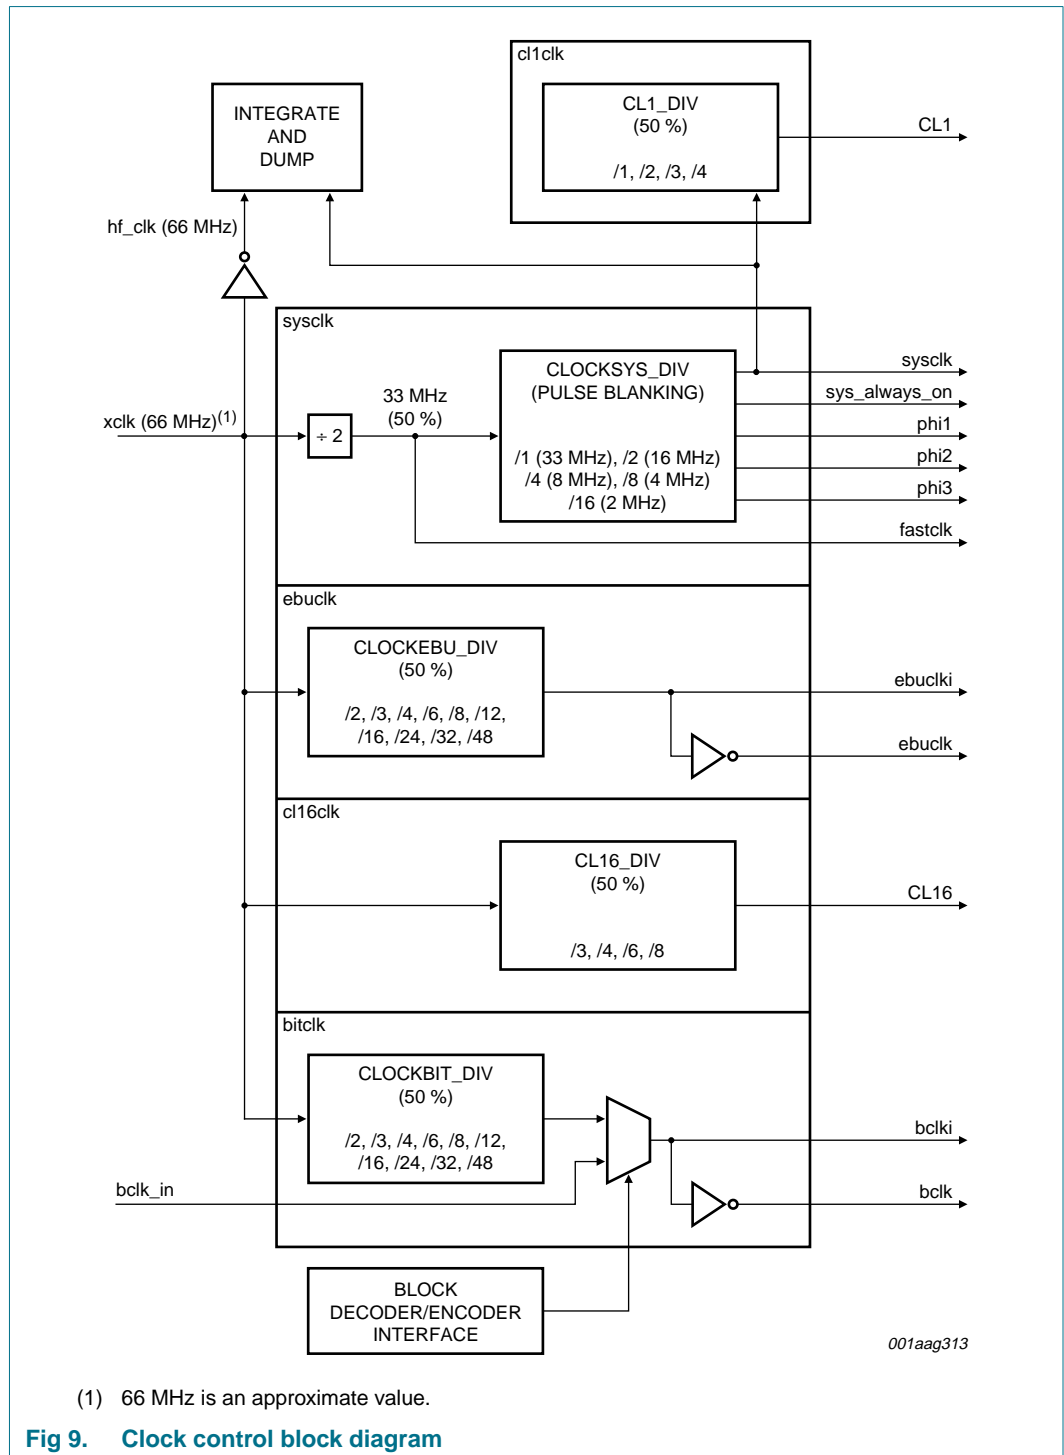 cl1clk
INTEGRATE
AND
DUMP
CL1_DIV
(50 %)
/1, /2, /3, /4
CL1
hf_clk (66 MHz)
sysclk
xclk (66 MHz)(1)
÷ 2
33 MHz
(50 %)
CLOCKSYS_DIV
(PULSE BLANKING)
/1 (33 MHz), /2 (16 MHz)
/4 (8 MHz), /8 (4 MHz)
/16 (2 MHz)
sysclk
sys_always_on
phi1
phi2
phi3
fastclk
ebuclk
CLOCKEBU_DIV
(50 %)
/2, /3, /4, /6, /8, /12,
/16, /24, /32, /48
ebuclki
ebuclk
cl16clk
CL16_DIV
(50 %)
/3, /4, /6, /8
CL16
bitclk
CLOCKBIT_DIV
(50 %)
/2, /3, /4, /6, /8, /12,
/16, /24, /32, /48
bclk_in
bclki
bclk
BLOCK
DECODER/ENCODER
INTERFACE
001aag313
(1) 66 MHz is an approximate value.
Fig 9. Clock control block diagram